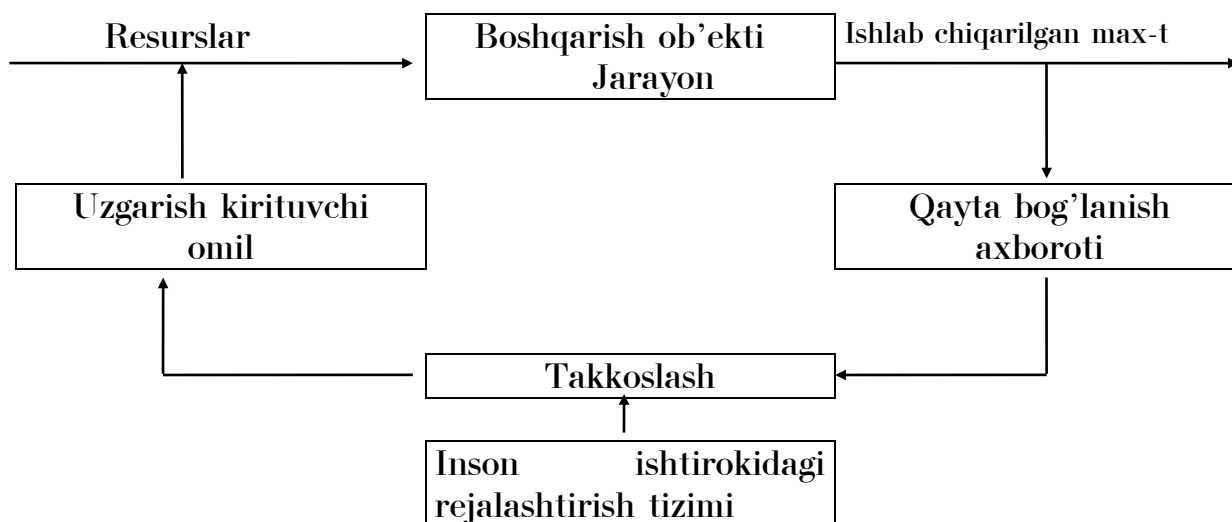 Resurslar
Boshqarish ob’ekti
Jarayon
Ishlab chiqarilgan max-t
Uzgarish kirituvchi
omil
Qayta bog’lanish
axboroti
Takkoslash
Inson ishtirokidagi
rejalashtirish tizimi